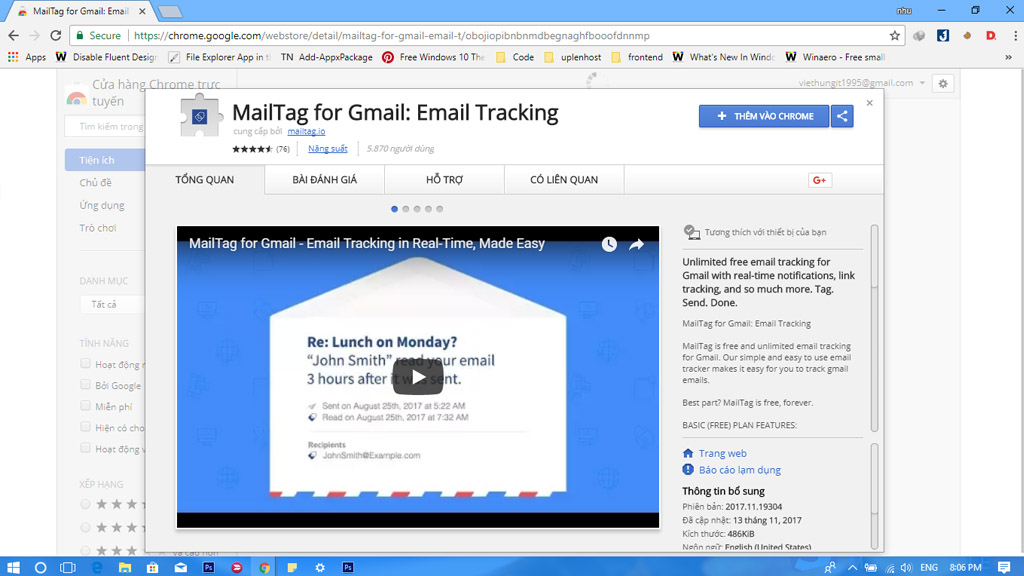 MailTag for Gmail: Email
nhu
Secure
https://chrome.google.com/webstore/detail/mailtag-for-gmail-email-t/obojiopibnbnmdbegnaghfbooofdnnmp
Apps
Disable Fluent Design
File Explorer App in t
TN Add-AppxPackage
Free Windows 10 The
Code
uplenhost
frontend
What's New In Windo
Winaero - Free small
Cửa hàng Chrome trực
tuyến
viethungit1995@gmail.com
MailTag for Gmail: Email Tracking
cung cấp bởi mailtag.io
(76)
Năng suất
5.870 người dùng
THÊM VÀO CHROME
Tìm kiếm trong
Tiện ích
Chủ đề
Ứng dụng
Trò chơi
DANH MỤC
Tất cả
TÍNH NĂNG
Hoạt động
Bởi Google
Miễn phí
Hiện có cho
Hoạt động
XẾP HẠNG
và cao hơn
TỔNG QUAN
BÀI ĐÁNH GIÁ
HỖ TRỢ
CÓ LIÊN QUAN
G+
MailTag for Gmail - Email Tracking in Real-Time, Made Easy
Re: Lunch on Monday?
“John Smith” read your email
3 hours after it was sent.
Sent on August 25th, 2017 at 5:22 AM
Read on August 25th, 2017 at 7:32 AM
Recipients
JohnSmith@Example.com
Tương thích với thiết bị của bạn
Unlimited free email tracking for
Gmail with real-time notifications, link
tracking, and so much more. Tag.
Send. Done.
MailTag for Gmail: Email Tracking
MailTag is free and unlimited email tracking
for Gmail. Our simple and easy to use email
tracker makes it easy for you to track gmail
emails.
Best part? MailTag is free, forever.
BASIC (FREE) PLAN FEATURES:
Trang web
Báo cáo lạm dụng
Thông tin bổ sung
Phiên bản: 2017.11.19304
Đã cập nhật: 13 tháng 11, 2017
Kích thước: 486KiB
Ngôn ngữ: English (United States)
ENG
8:06 PM